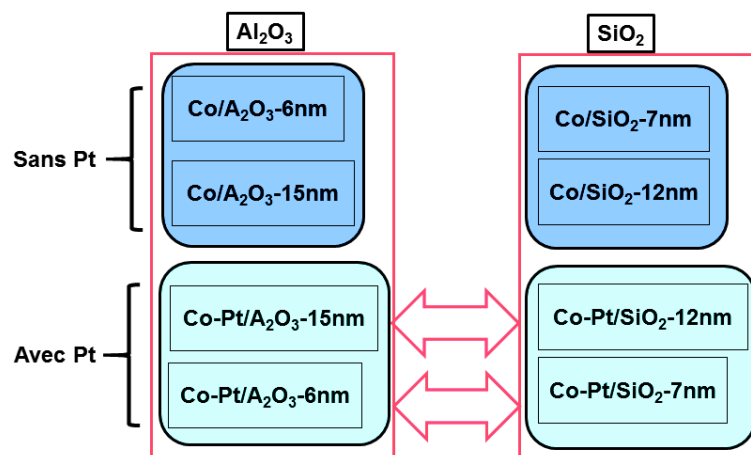 Al₂O₃
SiO₂
Sans Pt
Co/A₂O₃-6nm
Co/A₂O₃-15nm
Co/SiO₂-7nm
Co/SiO₂-12nm
Avec Pt
Co-Pt/A₂O₃-15nm
Co-Pt/A₂O₃-6nm
Co-Pt/SiO₂-12nm
Co-Pt/SiO₂-7nm